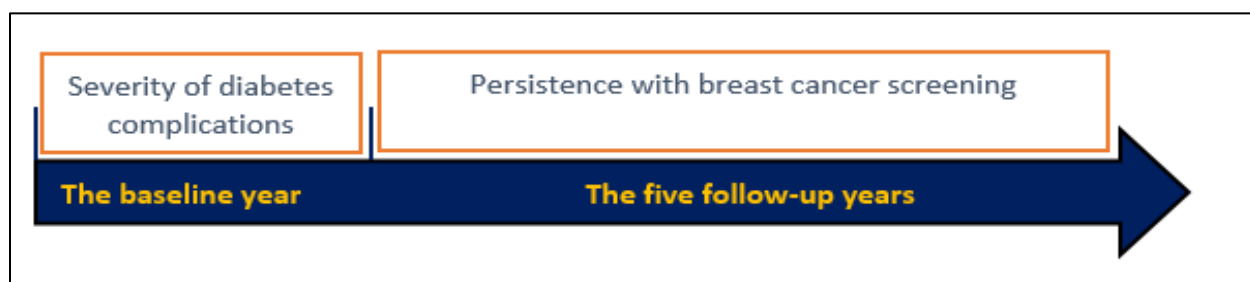 Severity of diabetes
complications
Persistence with breast cancer screening
The baseline year
The five follow-up years